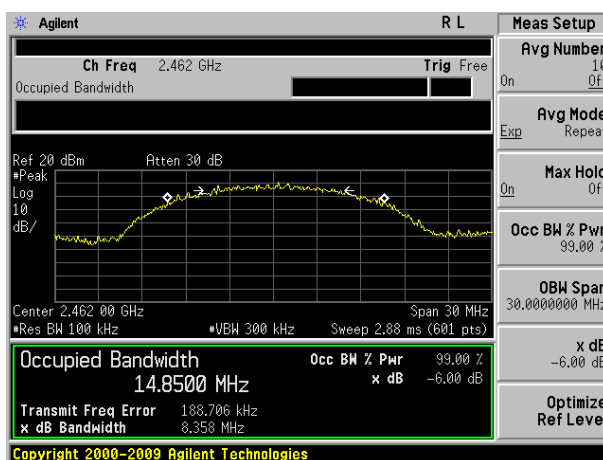 Agilent R L Meas Setup
Ch Freq 2.462 GHz Trig Free
Occupied Bandwidth
Ref 20 dBm Atten 30 dB
#Peak
Log
10
dB/
Center 2.462 00 GHz Span 30 MHz
#Res BW 100 kHz #VBW 300 kHz Sweep 2.88 ms (601 pts)
Occupied Bandwidth Occ BW % Pwr 99.00 %
14.8500 MHz x dB -6.00 dB
Transmit Freq Error 188.706 kHz
x dB Bandwidth 8.358 MHz
Copyright 2000-2009 Agilent Technologies
Avg Number
10
On Of
Avg Mode
Exp Repea
Max Hold
On Of
Occ BW % Pwr
99.00 %
OBW Span
30.0000000 MHz
x dB
-6.00 dB
Optimize
Ref Leve